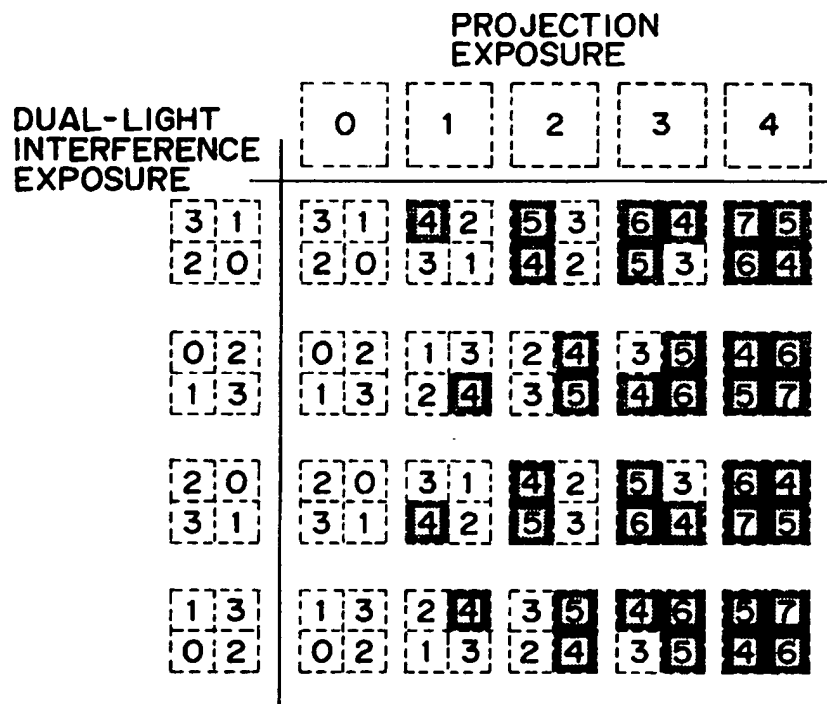 PROJECTION
EXPOSURE
DUAL-LIGHT
INTERFERENCE
EXPOSURE
0 1 2 3 4
3 1 3 1 4 2 5 3 6 4 7 5
2 0 2 0 3 1 4 2 5 3 6 4
0 2 0 2 1 3 2 4 3 5 4 6
1 3 1 3 2 4 3 5 4 6 5 7
2 0 2 0 3 1 4 2 5 3 6 4
3 1 3 1 4 2 5 3 6 4 7 5
1 3 1 3 2 4 3 5 4 6 5 7
0 2 0 2 1 3 2 4 3 5 4 6